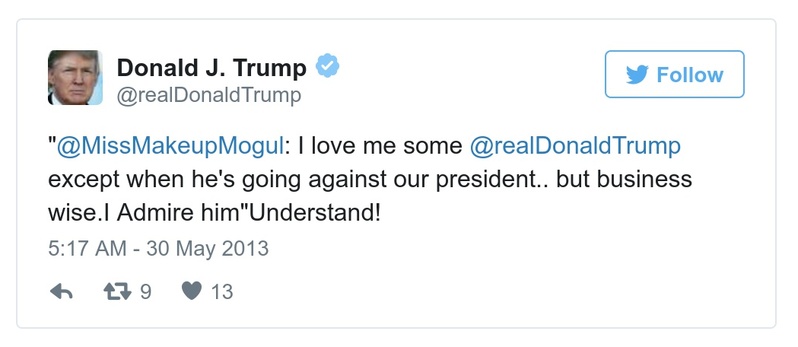 Donald J. Trump
@realDonaldTrump
Follow
"@MissMakeupMogul: I love me some @realDonaldTrump
except when he's going against our president.. but business
wise.I Admire him"Understand!
5:17 AM - 30 May 2013
9 13